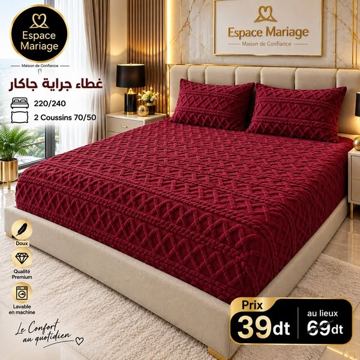 Espace
Mariage
Maison de Confiance
Espace Mariage
Maison de Confiance
غطاء جراية جاكار
220/240
2 Coussins 70/50
Doux
Qualité
Premium
Lavable
en machine
Le Confort
au quotidien
Prix
39dt
au lieux
69dt